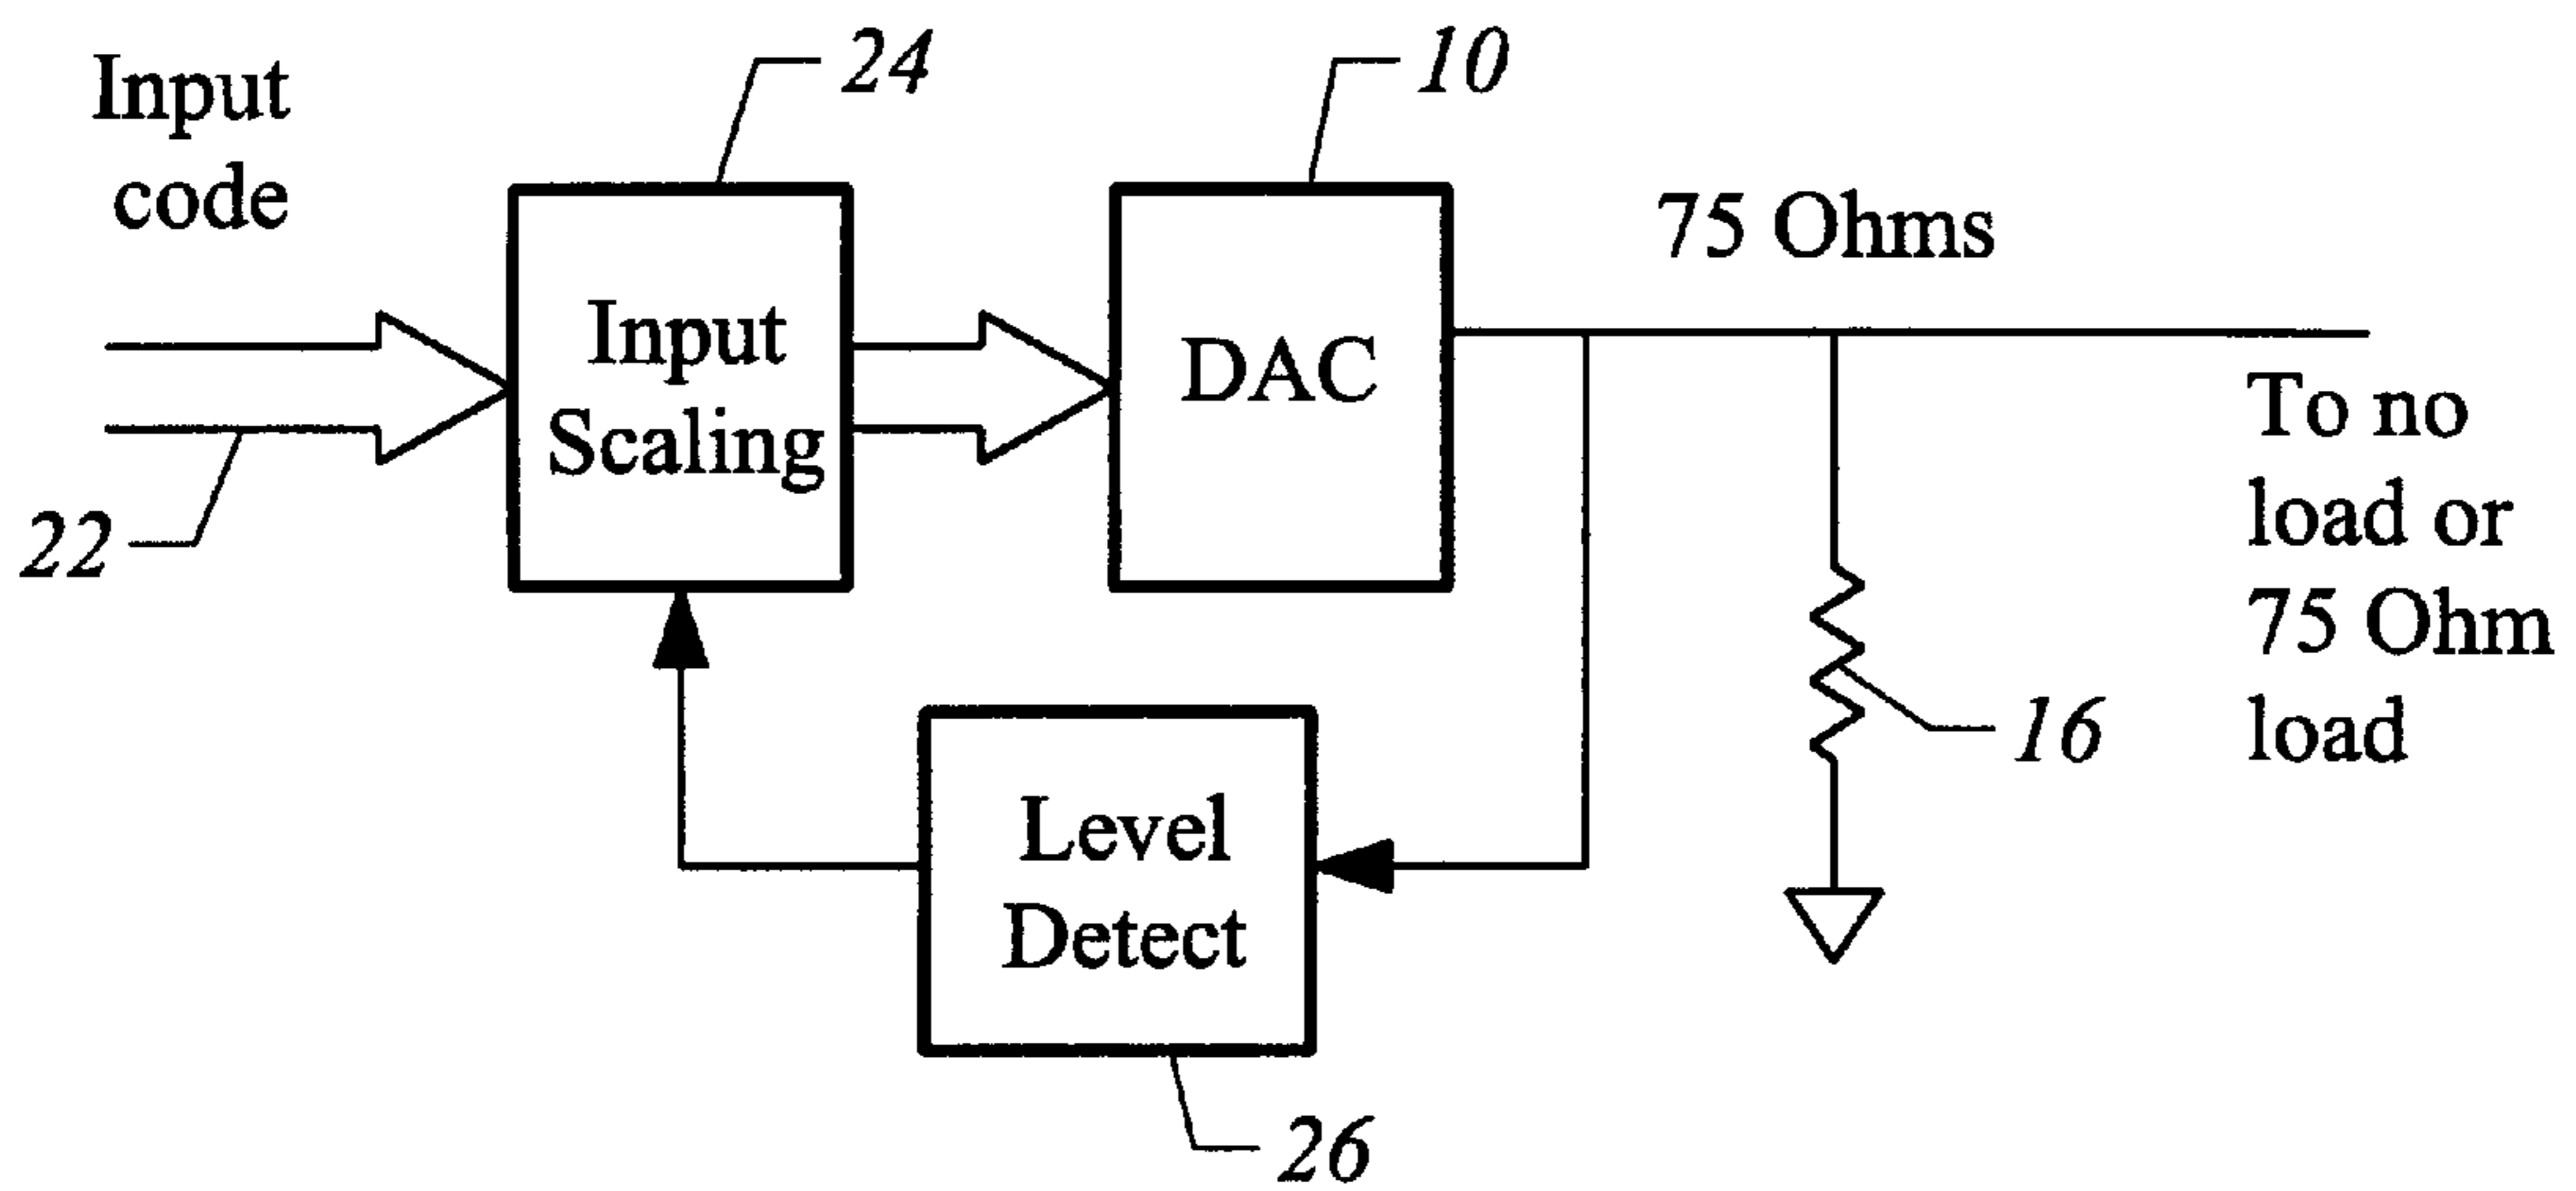 Input
code
24
10
22
Input
Scaling
DAC
75 Ohms
To no
load or
75 Ohm
load
16
Level
Detect
26